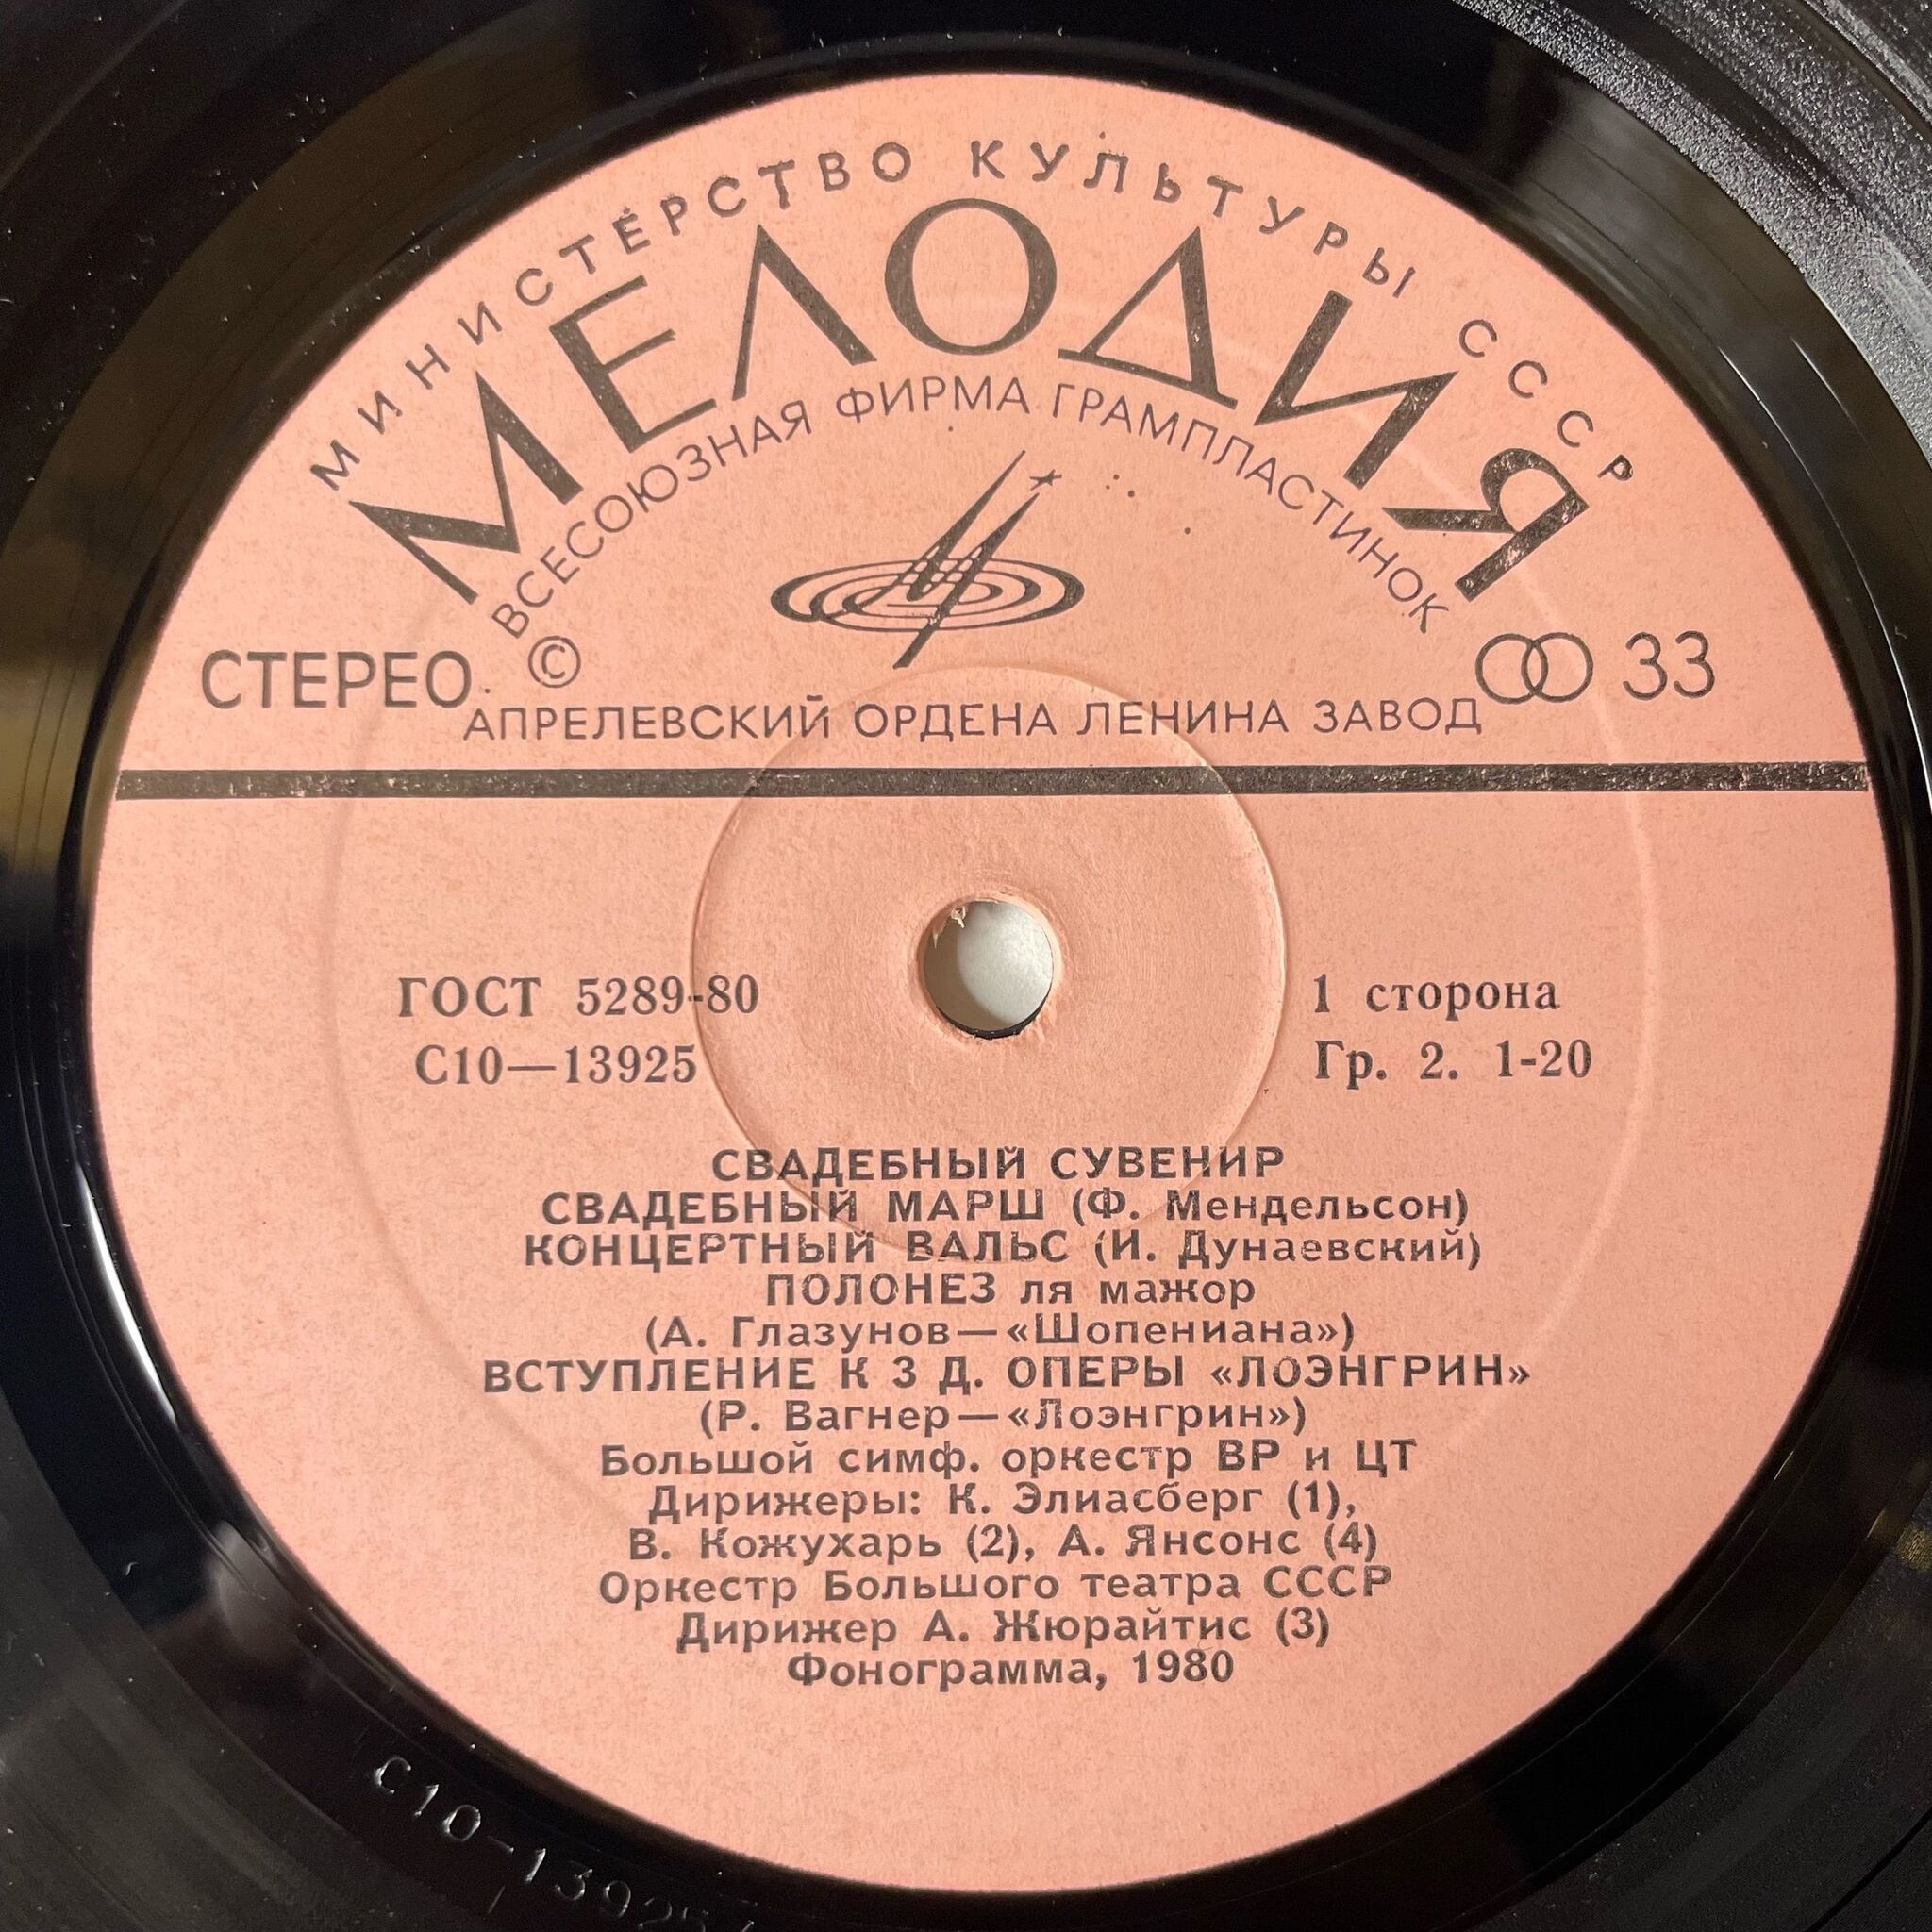 МИНИСТЕРСТВО КУЛЬТУРЫ СССР
МЕЛОДИЯ
ВСЕСОЮЗНАЯ ФИРМА ГРАМПЛАСТИНОК
СТЕРЕО © 33
АПРЕЛЕВСКИЙ ОРДЕНА ЛЕНИНА ЗАВОД
ГОСТ 5289-80
С10—13925
1 сторона
Гр. 2. 1-20
СВАДЕБНЫЙ СУВЕНИР
СВАДЕБНЫЙ МАРШ (Ф. Мендельсон)
КОНЦЕРТНЫЙ ВАЛЬС (И. Дунаевский)
ПОЛОНЕЗ ля мажор
(А. Глазунов—«Шопениана»)
ВСТУПЛЕНИЕ К 3 Д. ОПЕРЫ «ЛОЭНГРИН»
(Р. Вагнер—«Лоэнгрин»)
Большой симф. оркестр ВР и ЦТ
Дирижеры: К. Элиасберг (1),
В. Кожухарь (2), А. Янсонс (4)
Оркестр Большого театра СССР
Дирижер А. Жюрайтис (3)
Фонограмма, 1980
С10-13925